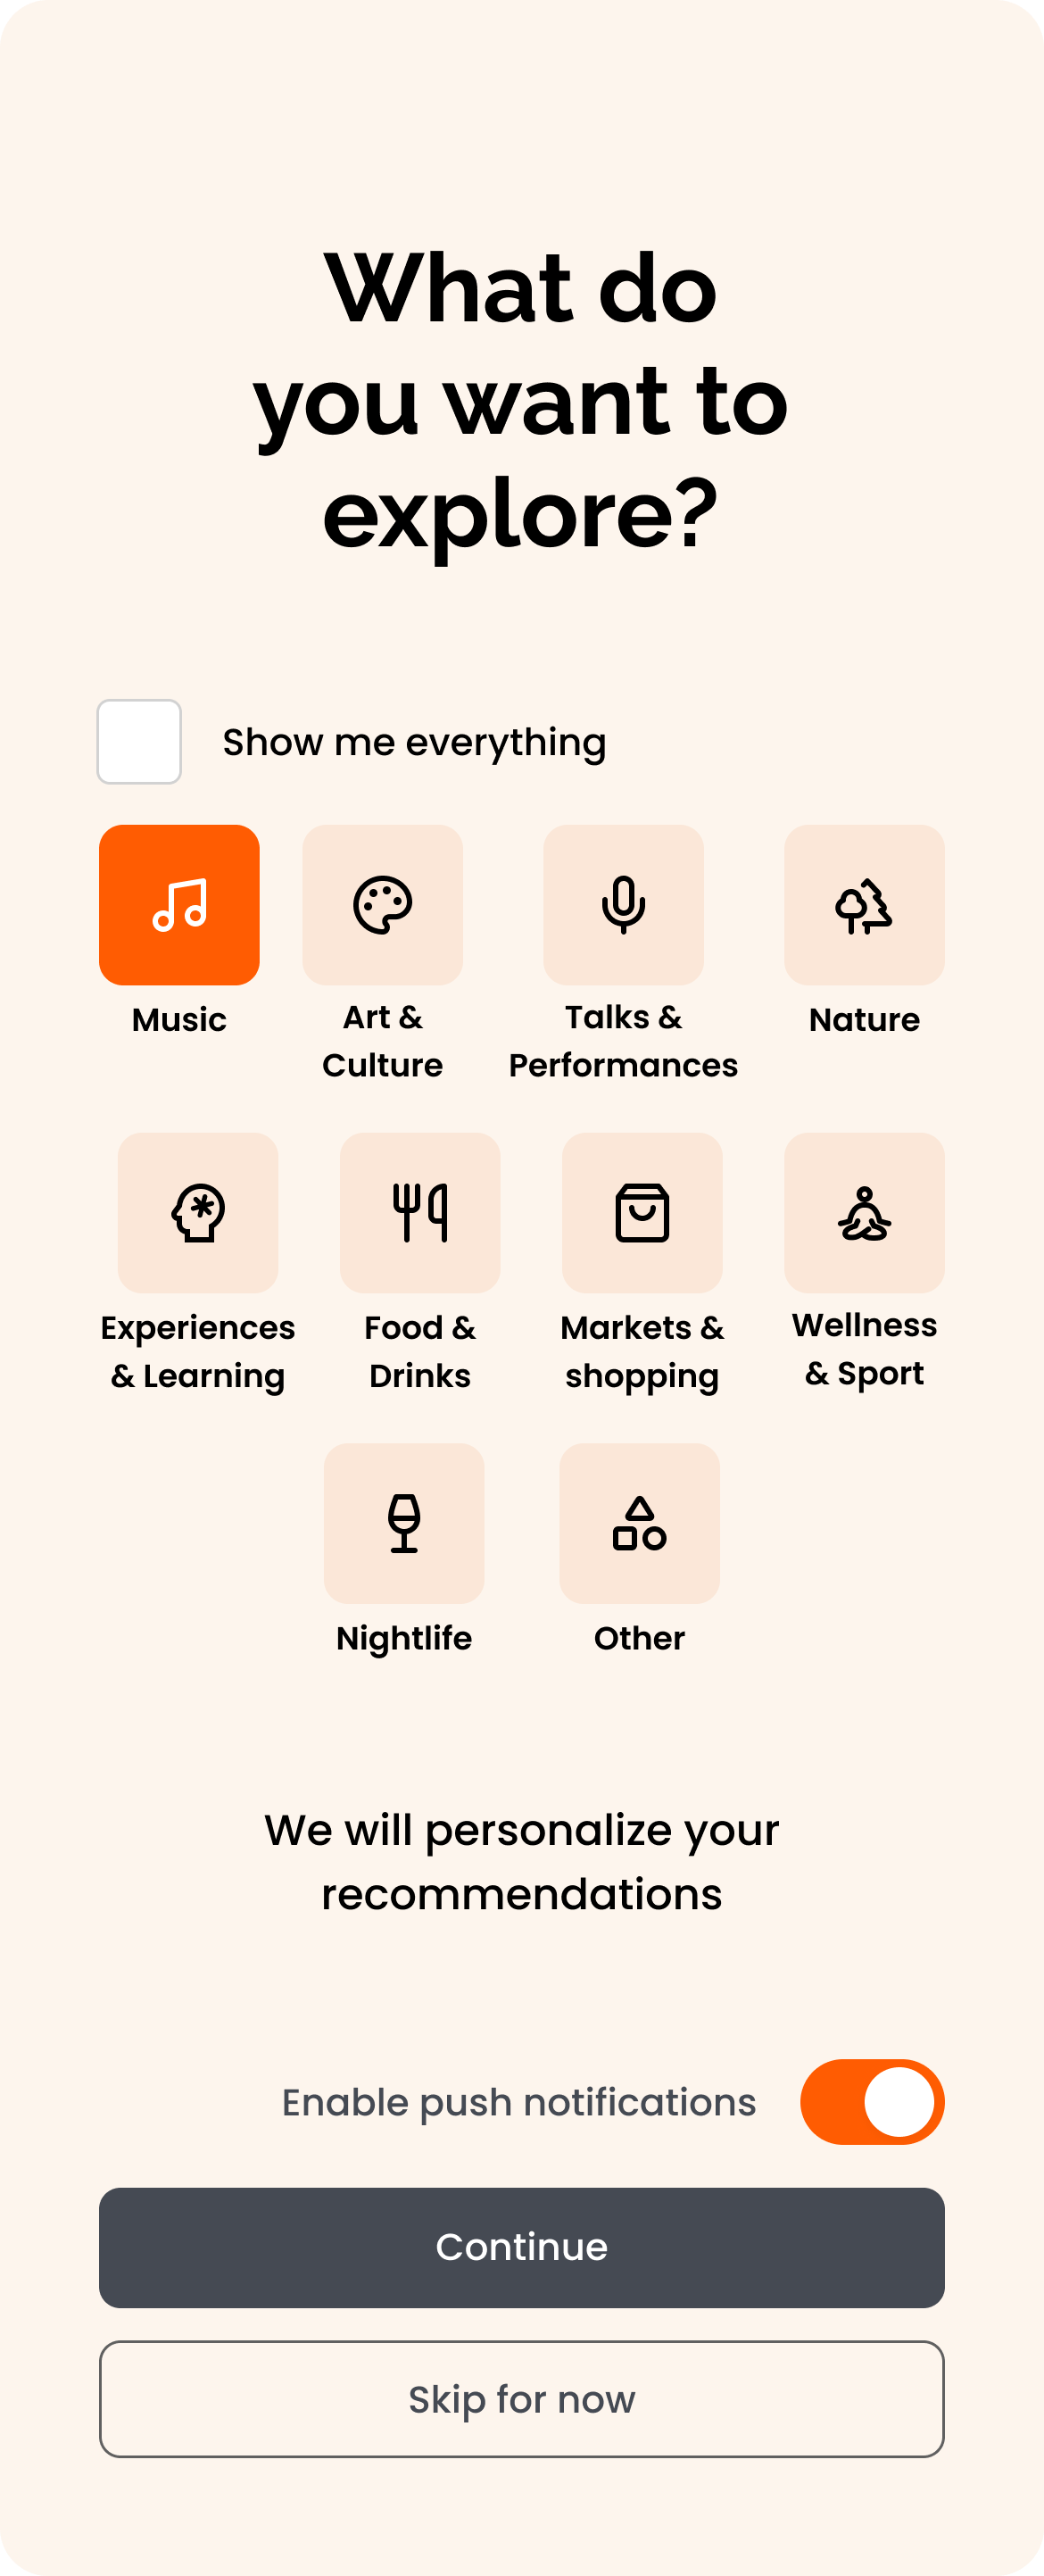 What do
you want to
explore?
Show me everything
Music
Art &
Culture
Talks &
Performances
Nature
Experiences
& Learning
Food &
Drinks
Markets &
shopping
Wellness
& Sport
Nightlife
Other
We will personalize your
recommendations
Enable push notifications
Continue
Skip for now